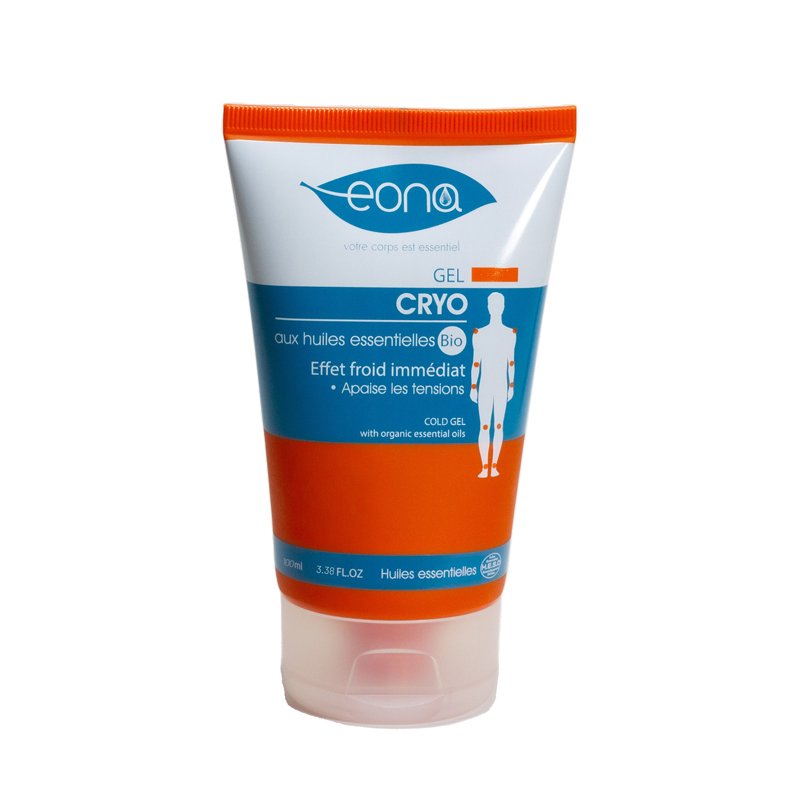 eona
votre corps est essentiel
GEL
CRYO
aux huiles essentielles Bio
Effet froid immédiat
• Apaise les tensions
COLD GEL
with organic essential oils
100ml 3.38 FL.OZ Huiles essentielles H.E.B.D